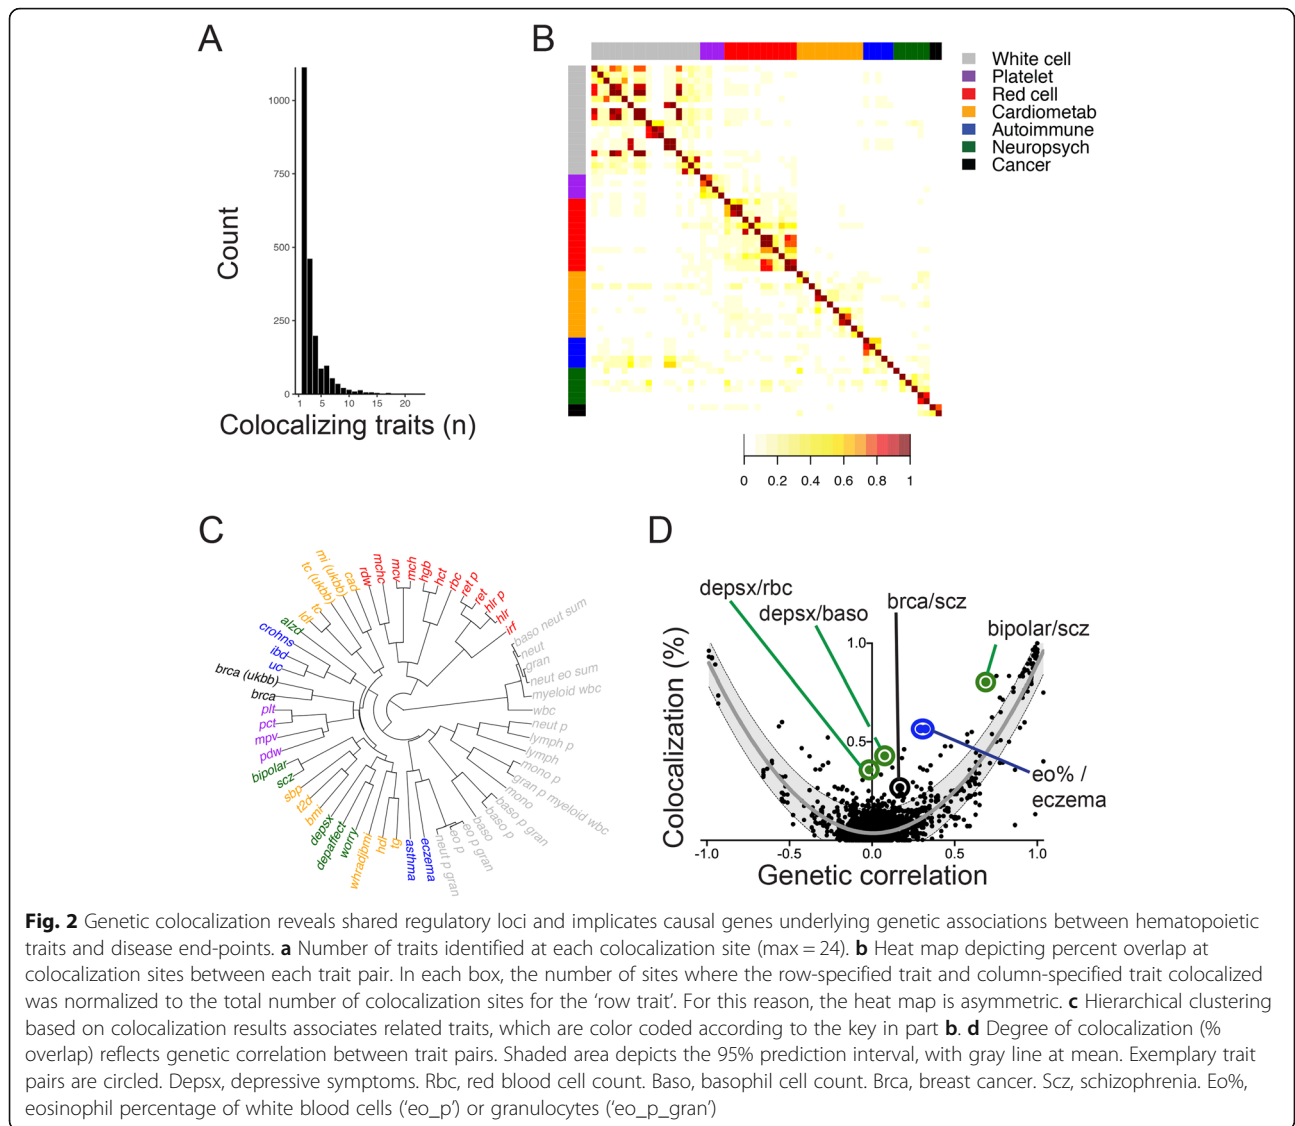 A
1000
750
500
250
0
Count
1 5 10 15 20
Colocalizing traits (n)
B
White cell
Platelet
Red cell
Cardiometab
Autoimmune
Neuropsych
Cancer
0 0.2 0.4 0.6 0.8 1
C
mi (ukbb)
tc (ukbb)
cad
rdw
mchc
mcv
mch
hgb
hct
rbc
ret p
ret
hlr p
hlr
irf
baso neut sum
neut
gran
neut eo sum
myeloid wbc
wbc
neut p
lymph p
lymph
mono p
gran p myeloid wbc
mono
baso p gran
baso p
baso
eo p gran
eo p
neut p gran
eczema
asthma
tg
hdl
whradjbmi
worry
depaffect
depsx
bmi
t2d
sbp
scz
bipolar
pdw
mpv
pct
plt
brca
brca (ukbb)
uc
ibd
crohns
alzd
ldl
tc
D
depsx/rbc
depsx/baso
brca/scz
bipolar/scz
eo% /
eczema
1.0
0.5
Colocalization (%)
-1.0 -0.5 0.0 0.5 1.0
Genetic correlation
Fig. 2 Genetic colocalization reveals shared regulatory loci and implicates causal genes underlying genetic associations between hematopoietic
traits and disease end-points. a Number of traits identified at each colocalization site (max = 24). b Heat map depicting percent overlap at
colocalization sites between each trait pair. In each box, the number of sites where the row-specified trait and column-specified trait colocalized
was normalized to the total number of colocalization sites for the ‘row trait’. For this reason, the heat map is asymmetric. c Hierarchical clustering
based on colocalization results associates related traits, which are color coded according to the key in part b. d Degree of colocalization (%
overlap) reflects genetic correlation between trait pairs. Shaded area depicts the 95% prediction interval, with gray line at mean. Exemplary trait
pairs are circled. Depsx, depressive symptoms. Rbc, red blood cell count. Baso, basophil cell count. Brca, breast cancer. Scz, schizophrenia. Eo%,
eosinophil percentage of white blood cells (‘eo_p’) or granulocytes (‘eo_p_gran’)